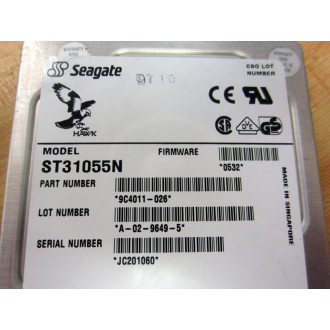 Seagate
9310
CSO LOT
NUMBER
HAWK
MODEL
FIRMWARE
ST31055N
*0532*
PART NUMBER
*9C4011-026*
LOT NUMBER
*A-02-9649-5*
SERIAL NUMBER
*JC201060*
MADE IN SINGAPORE